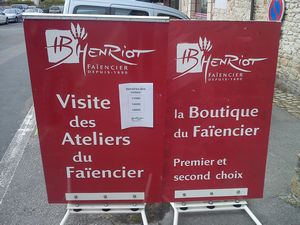 HB HENRIOT
FAÏENCIER
DEPUIS 1690
Visite
des
Ateliers
du
Faïencier
HB HENRIOT
FAÏENCIER
DEPUIS 1690
la Boutique
du Faïencier
Premier et
second choix